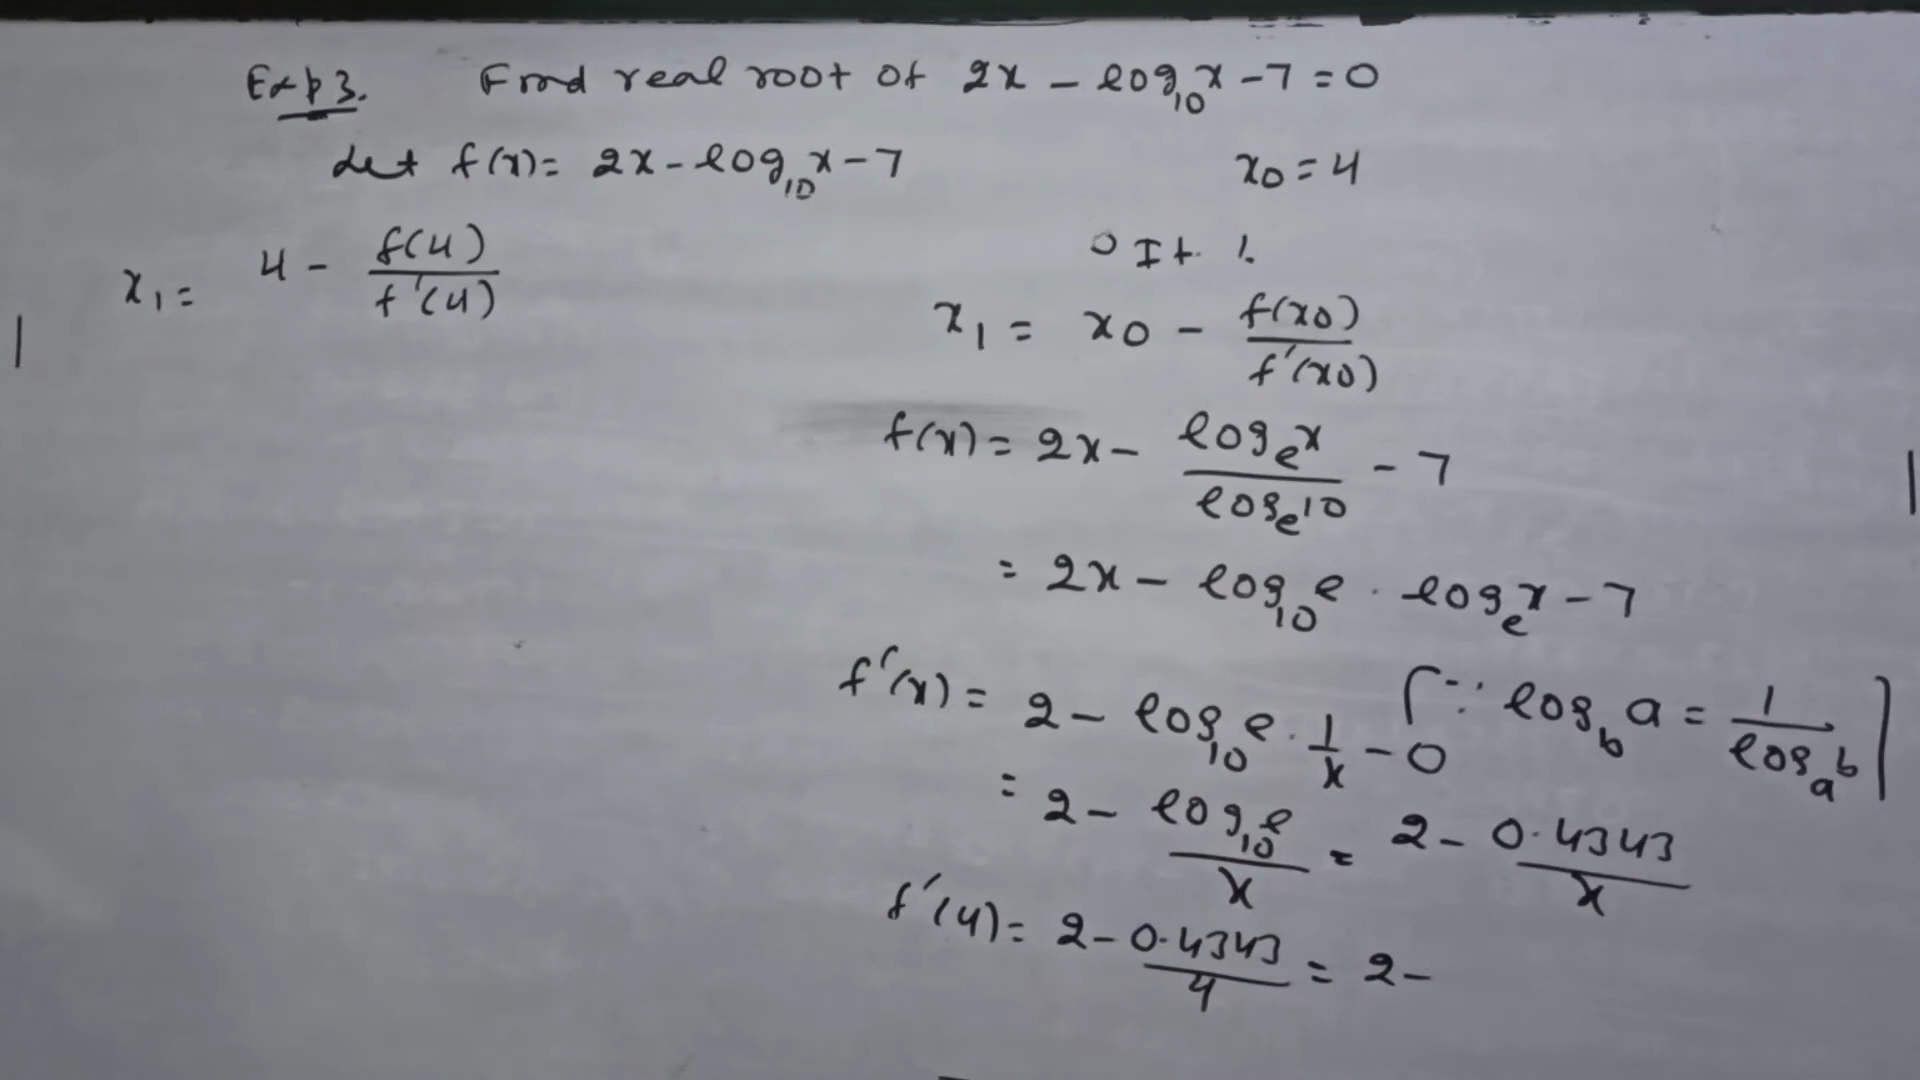 Exp3. Find real root of 2x - log₁₀x - 7 = 0
Let f(x) = 2x - log₁₀x - 7
x₀ = 4
x₁ = 4 - f(4)/f'(4)
It 1.
x₁ = x₀ - f(x₀)/f'(x₀)
f(x) = 2x - logₑx/logₑ10 - 7
= 2x - log₁₀e · logₑx - 7
f'(x) = 2 - log₁₀e · 1/x - 0 [∵ log_b a = 1/log_a b]
= 2 - log₁₀e/x = 2 - 0.4343/x
f'(4) = 2 - 0.4343/4 = 2 -